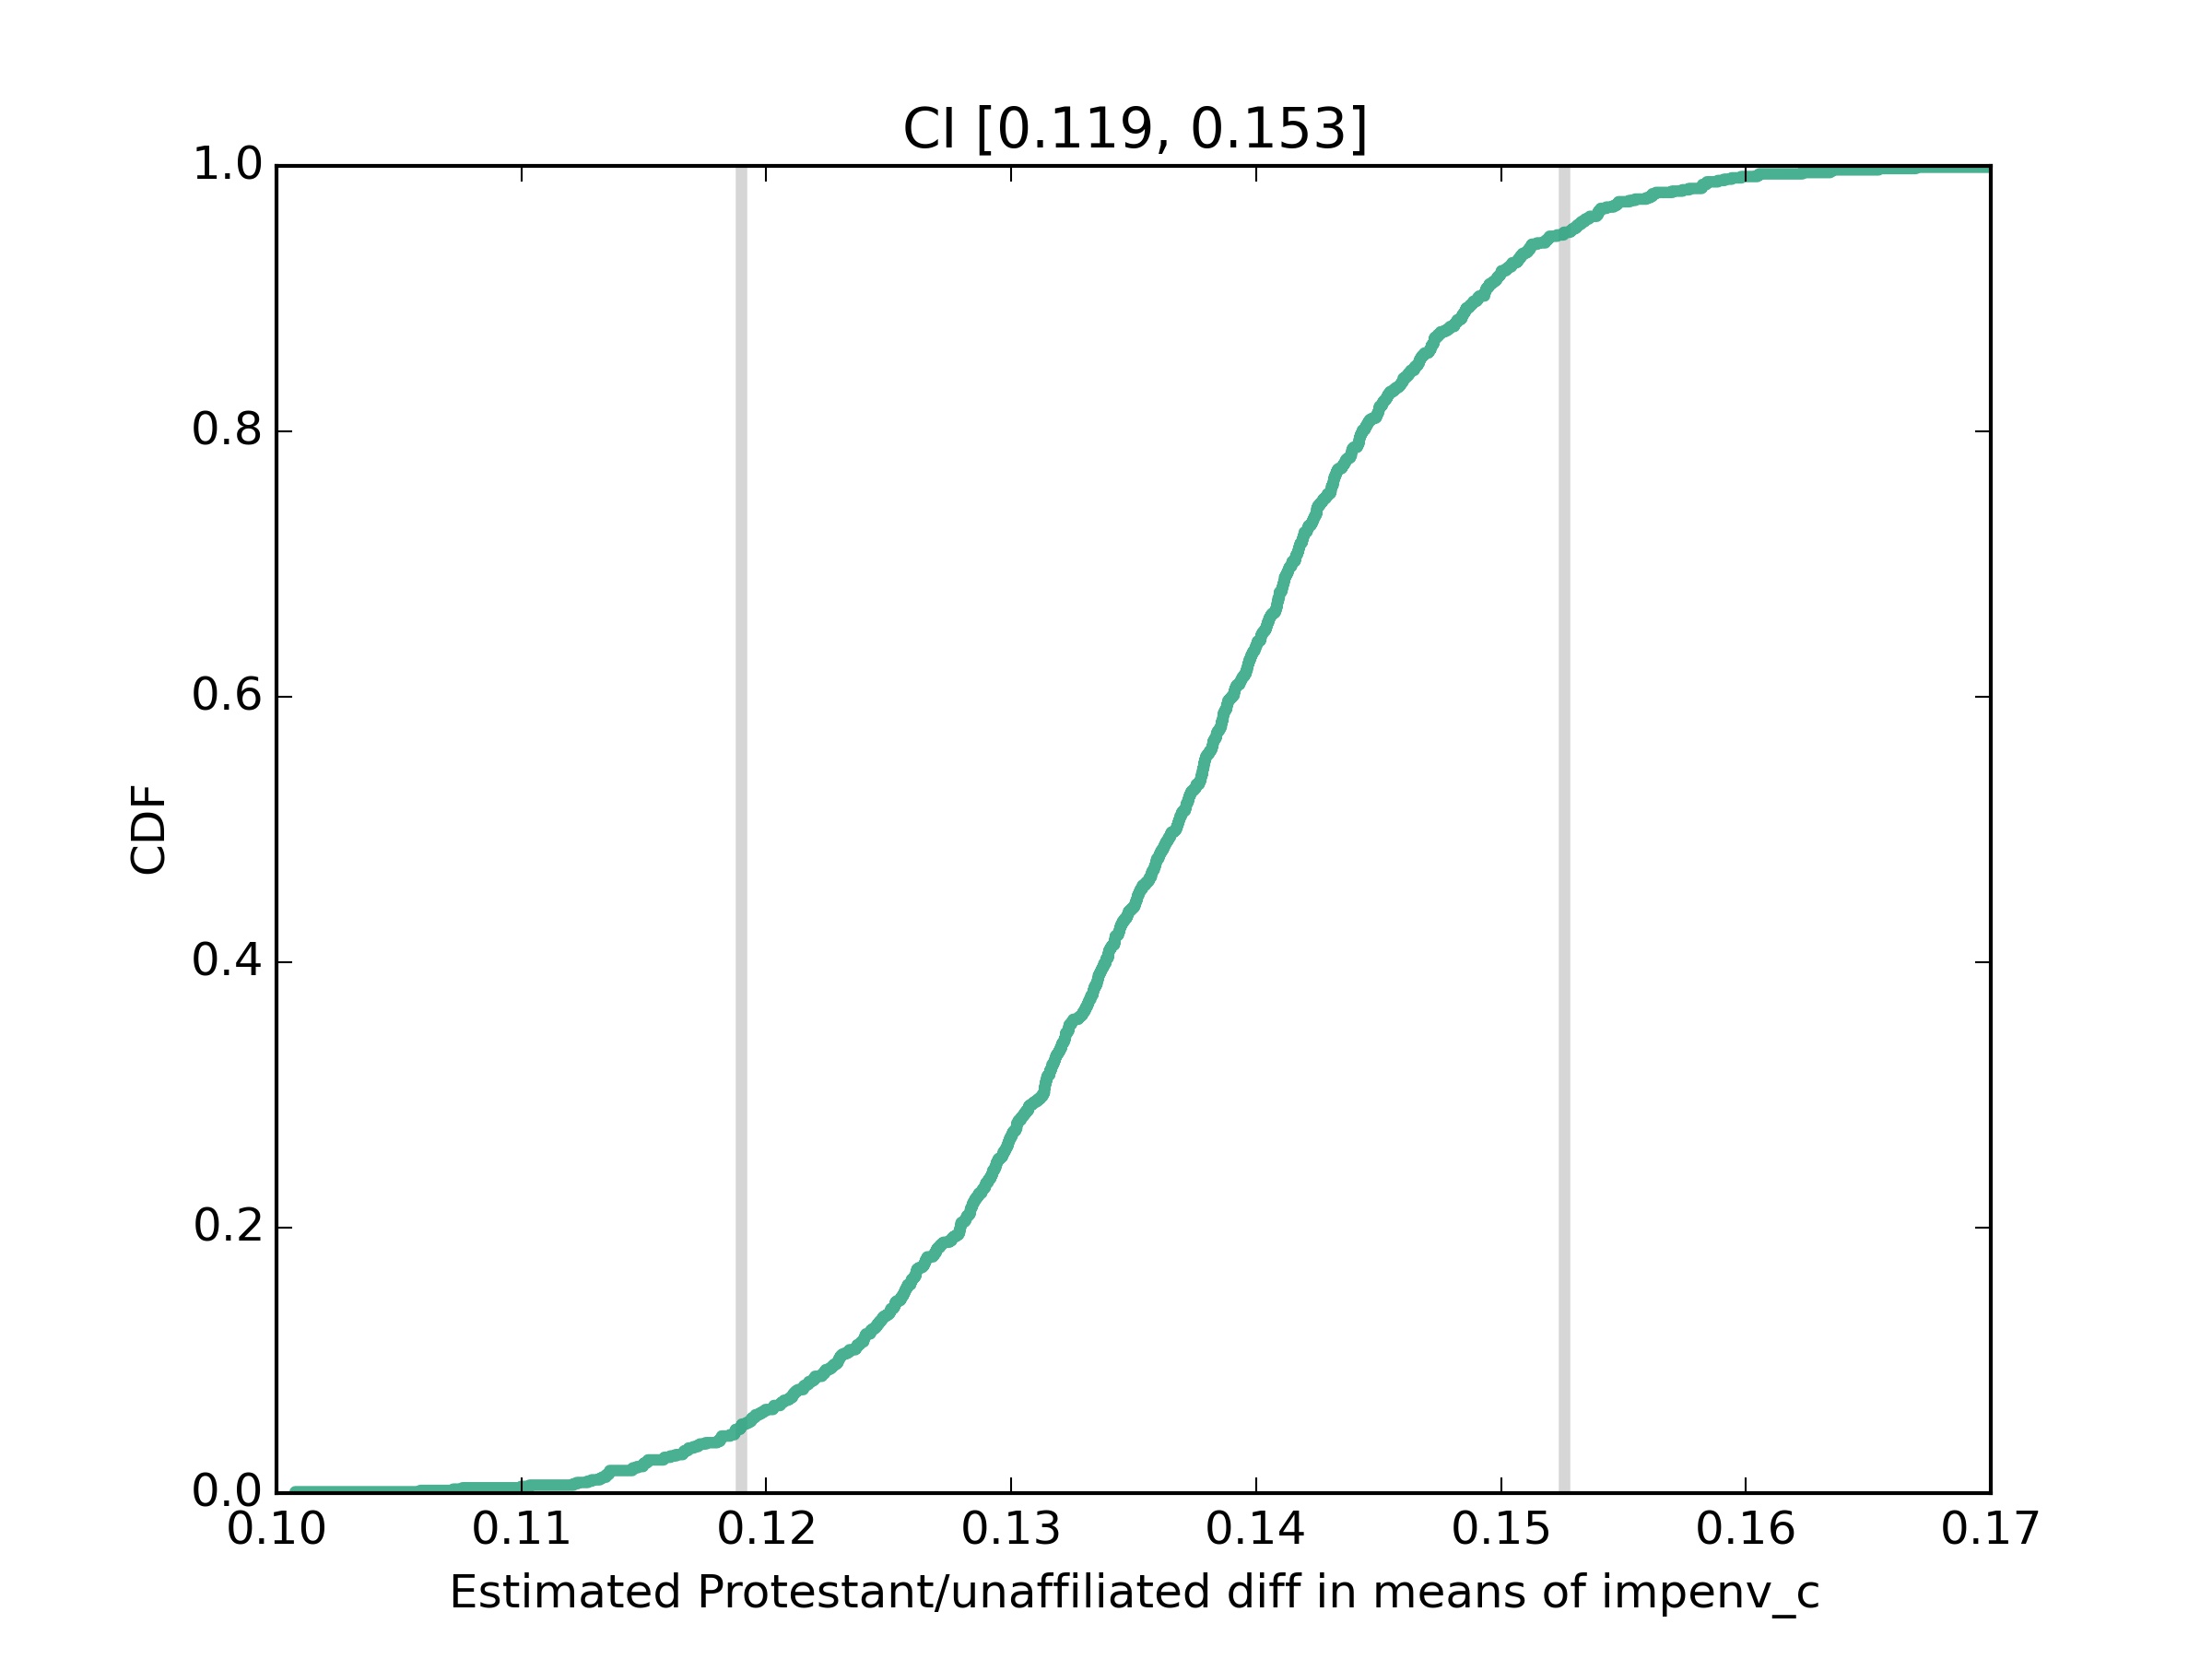 CI [0.119, 0.153]
1.0
0.8
0.6
0.4
0.2
0.0
CDF
0.10 0.11 0.12 0.13 0.14 0.15 0.16 0.17
Estimated Protestant/unaffiliated diff in means of impenv_c